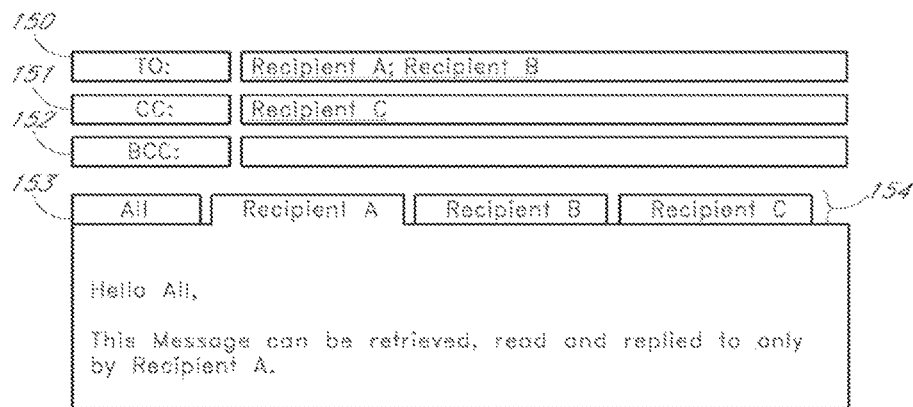 150
TO: Recipient A; Recipient B
151
CC: Recipient C
152
BCC:
153
All Recipient A Recipient B Recipient C 154
Hello All,
This Message can be retrieved, read and replied to only
by Recipient A.